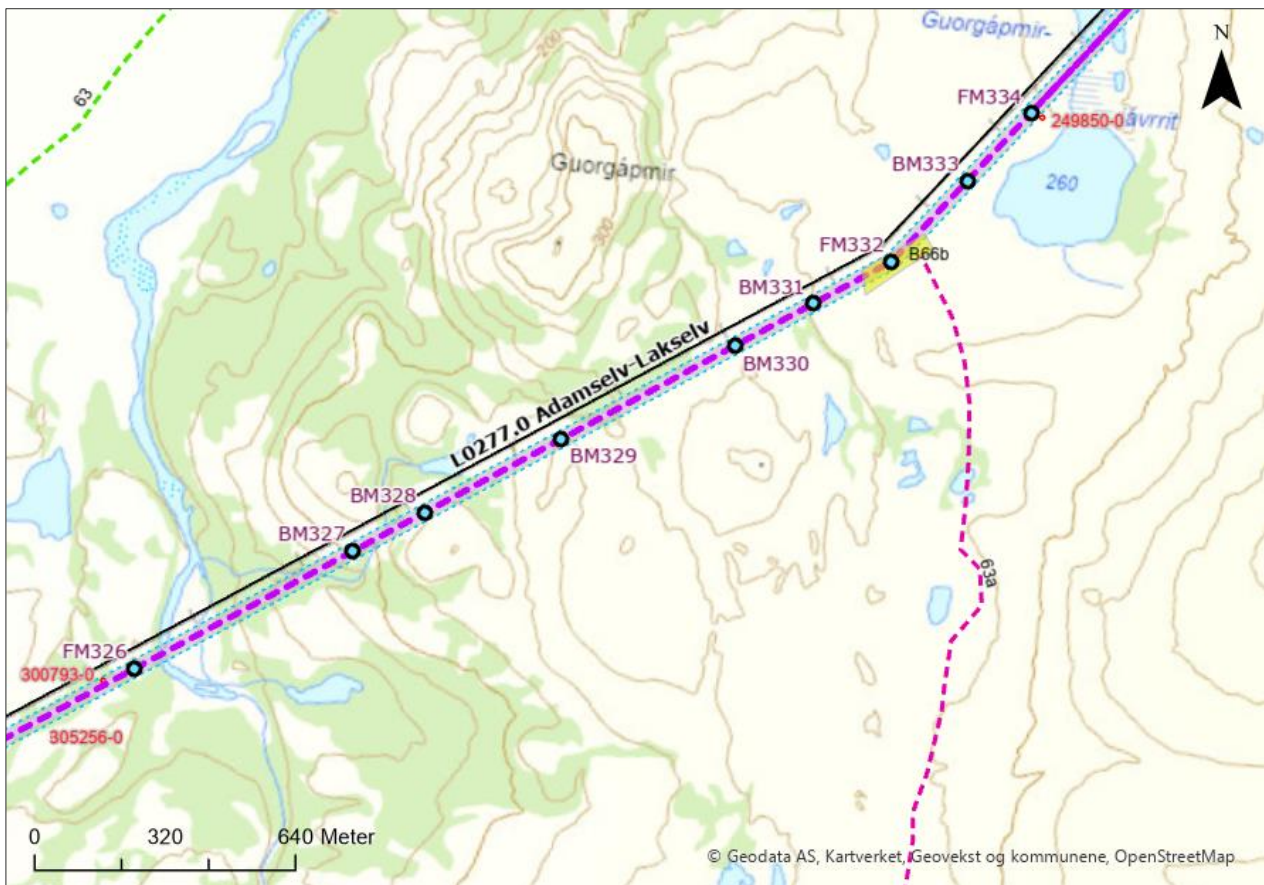 Guorgápmir-
N
200
63
FM334
249850-0
ávrrit
BM333
Guorgápmir
260
300
FM332
B66b
BM331
BM330
L0277.0 Adamselv-Lakselv
BM329
BM328
BM327
63a
FM326
300793-0
305256-0
0 320 640 Meter
© Geodata AS, Kartverket, Geovekst og kommunene, OpenStreetMap